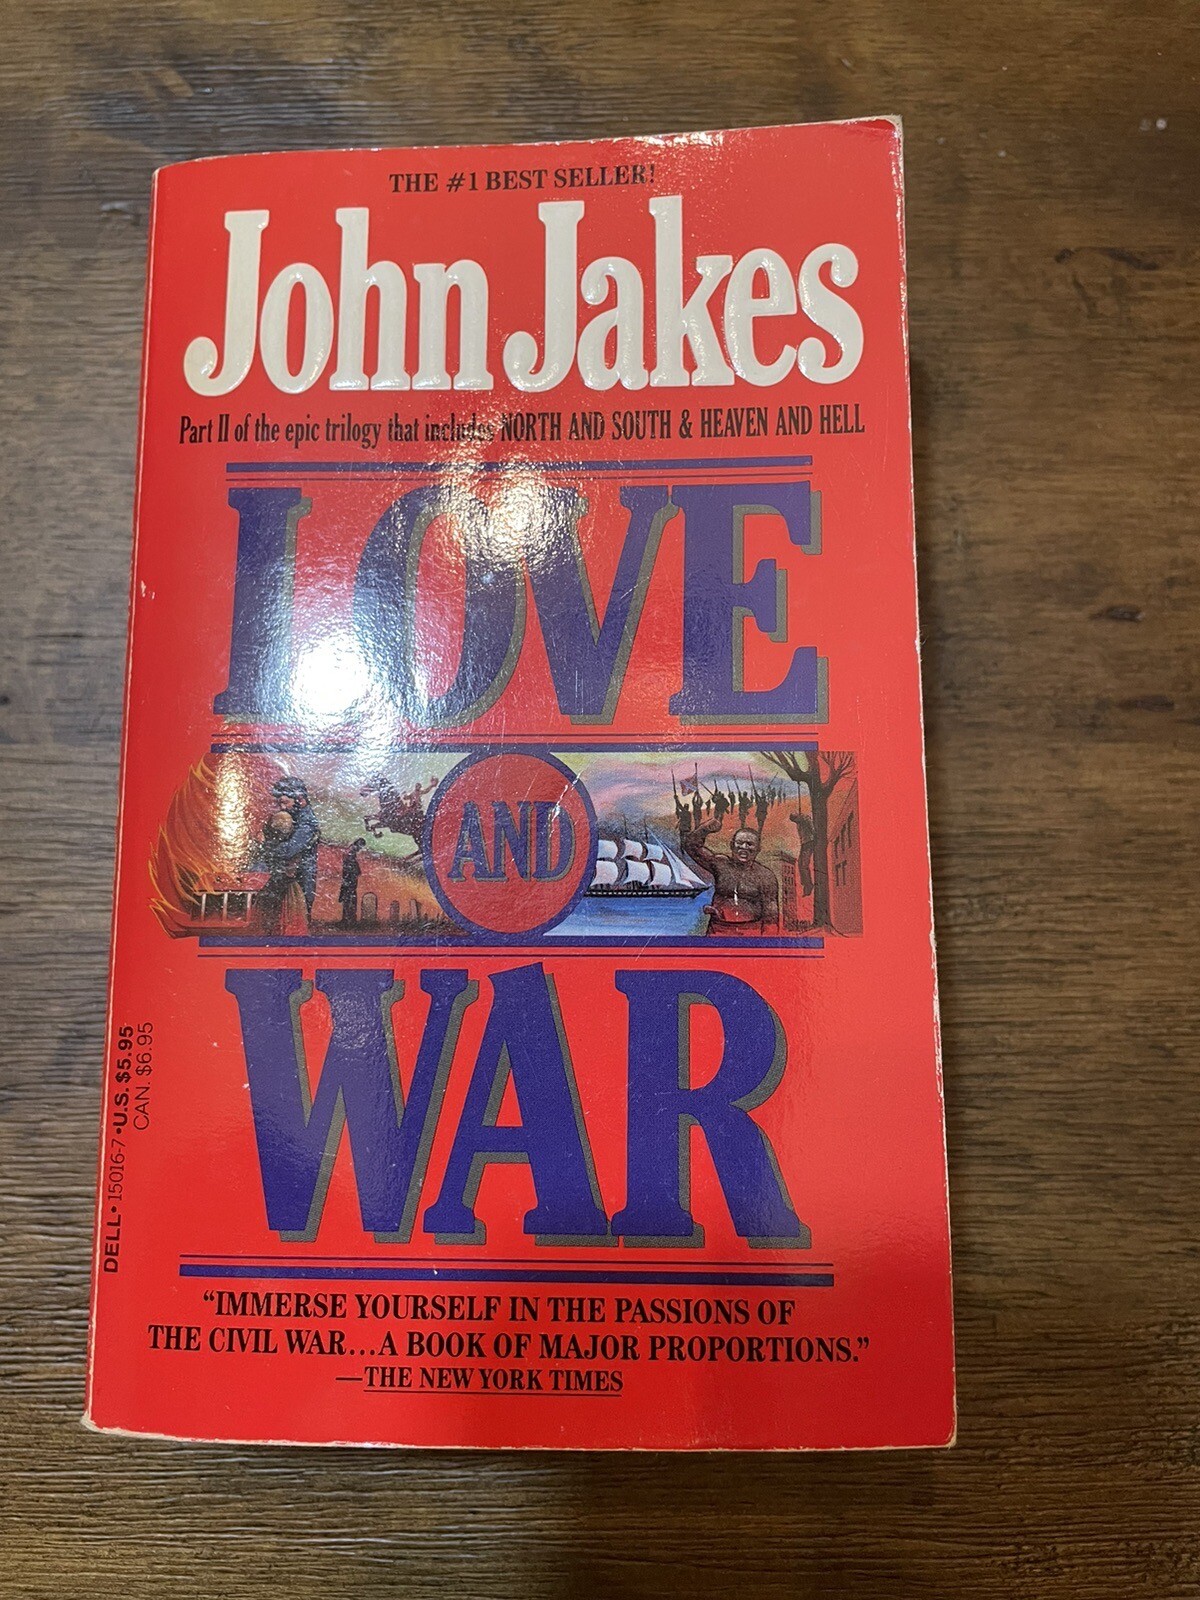 THE #1 BEST SELLER!
John Jakes
Part II of the epic trilogy that includes NORTH AND SOUTH & HEAVEN AND HELL
LOVE
AND
WAR
DELL • 15016-7 • U.S. $5.95
CAN. $6.95
“IMMERSE YOURSELF IN THE PASSIONS OF
THE CIVIL WAR...A BOOK OF MAJOR PROPORTIONS.”
—THE NEW YORK TIMES